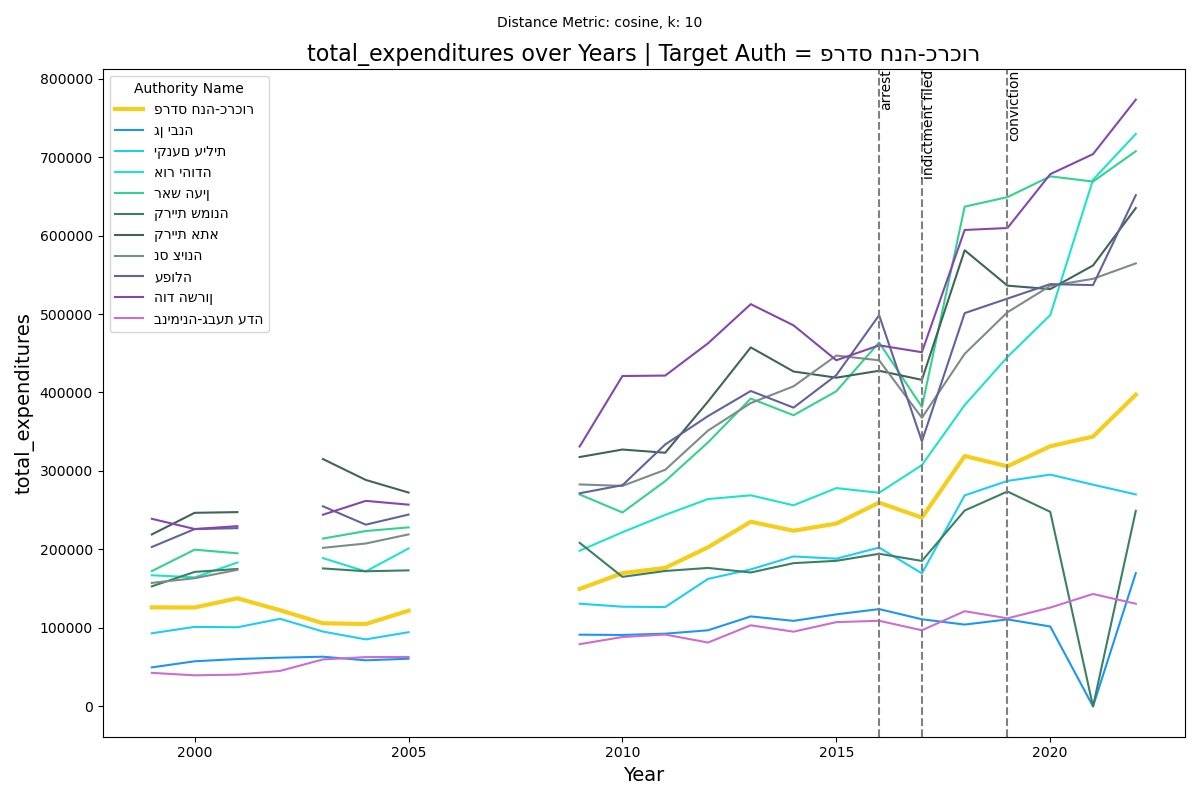 Distance Metric: cosine, k: 10
total_expenditures over Years | Target Auth = פרדס חנה-כרכור
Authority Name
פרדס חנה-כרכור
גן יבנה
יקנעם עילית
אור יהודה
ראש העין
קריית שמונה
קריית אתא
נס ציונה
עפולה
הוד השרון
בנימינה-גבעת עדה
arrest
indictment filed
conviction
800000
700000
600000
500000
400000
300000
200000
100000
0
total_expenditures
2000 2005 2010 2015 2020
Year